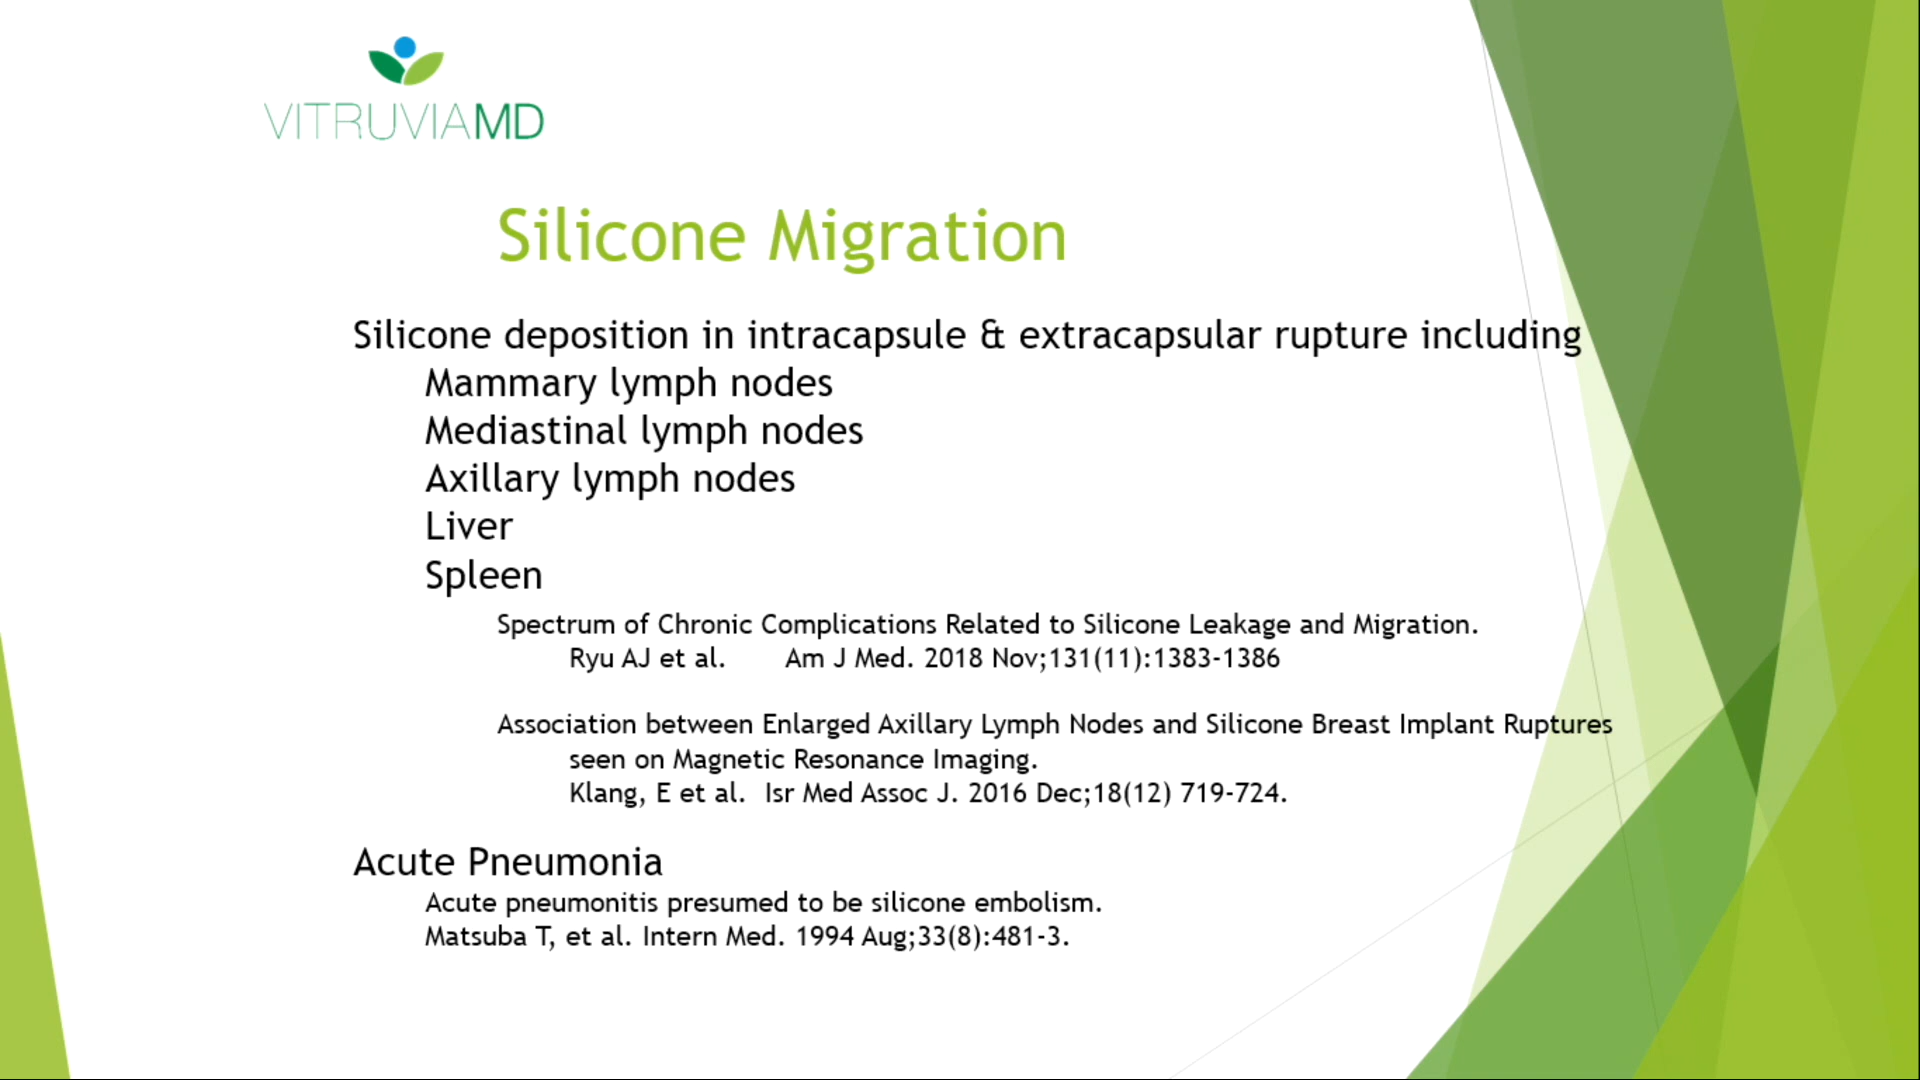 VITRUVIAMD
Silicone Migration
Silicone deposition in intracapsule & extracapsular rupture including
Mammary lymph nodes
Mediastinal lymph nodes
Axillary lymph nodes
Liver
Spleen
Spectrum of Chronic Complications Related to Silicone Leakage and Migration.
Ryu AJ et al. Am J Med. 2018 Nov;131(11):1383-1386
Association between Enlarged Axillary Lymph Nodes and Silicone Breast Implant Ruptures
seen on Magnetic Resonance Imaging.
Klang, E et al. Isr Med Assoc J. 2016 Dec;18(12) 719-724.
Acute Pneumonia
Acute pneumonitis presumed to be silicone embolism.
Matsuba T, et al. Intern Med. 1994 Aug;33(8):481-3.